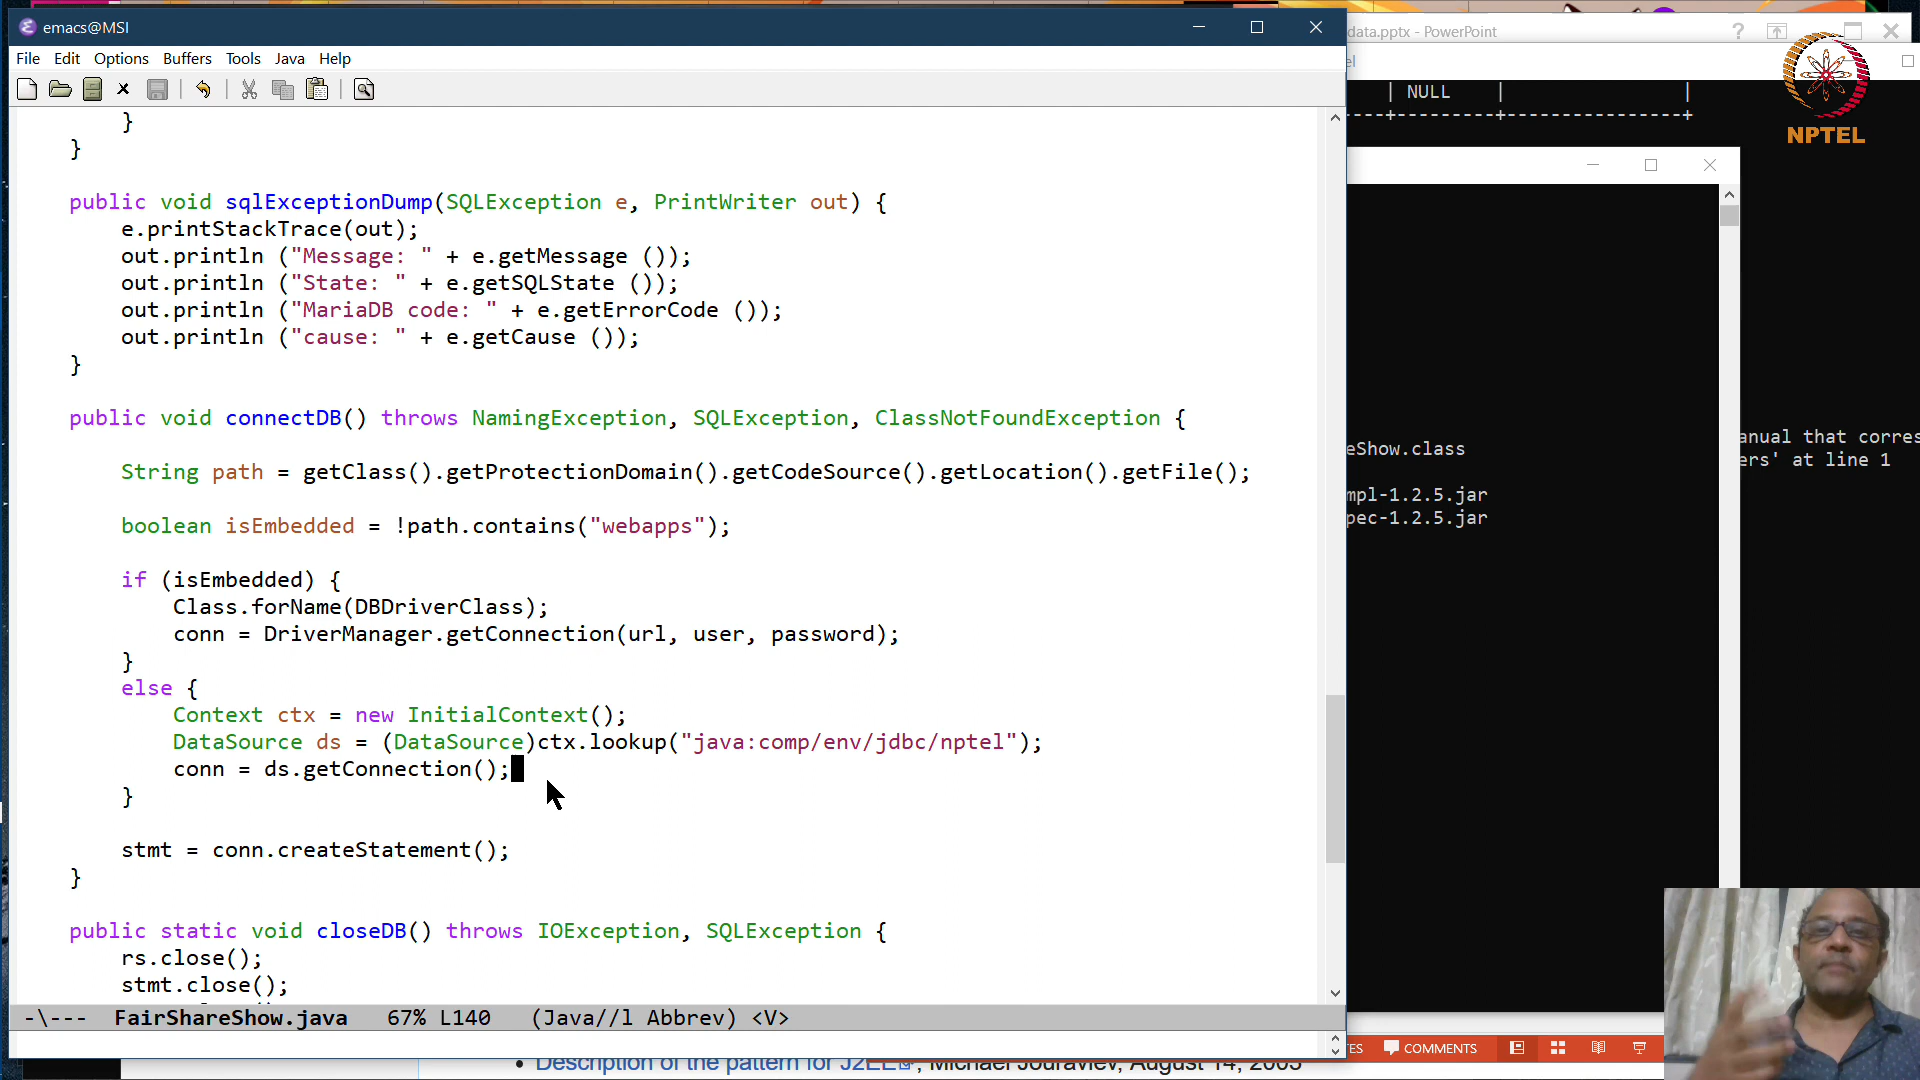 emacs@MSI
data.pptx - PowerPoint
File Edit Options Buffers Tools Java Help
| NULL | |
----+---------+----------------+
NPTEL
}
}
public void sqlExceptionDump(SQLException e, PrintWriter out) {
e.printStackTrace(out);
out.println ("Message: " + e.getMessage ());
out.println ("State: " + e.getSQLState ());
out.println ("MariaDB code: " + e.getErrorCode ());
out.println ("cause: " + e.getCause ());
}
public void connectDB() throws NamingException, SQLException, ClassNotFoundException {
String path = getClass().getProtectionDomain().getCodeSource().getLocation().getFile();
boolean isEmbedded = !path.contains("webapps");
if (isEmbedded) {
Class.forName(DBDriverClass);
conn = DriverManager.getConnection(url, user, password);
}
else {
Context ctx = new InitialContext();
DataSource ds = (DataSource)ctx.lookup("java:comp/env/jdbc/nptel");
conn = ds.getConnection();
}
stmt = conn.createStatement();
}
public static void closeDB() throws IOException, SQLException {
rs.close();
stmt.close();
-\--- FairShareShow.java 67% L140 (Java//l Abbrev) <V>
eShow.class
mpl-1.2.5.jar
pec-1.2.5.jar
anual that corres
ers' at line 1
TES COMMENTS
Description of the pattern for J2EE, Michael Jouraviev, August 14, 2003